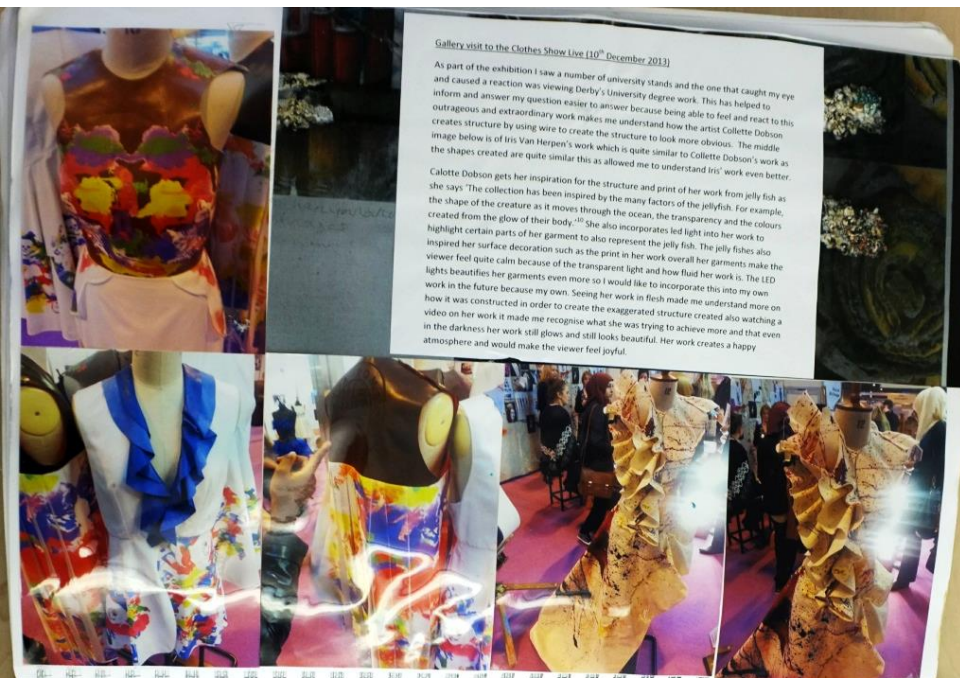 Gallery visit to the Clothes Show Live (10th December 2013)
As part of the exhibition I saw a number of university stands and the one that caught my eye
and caused a reaction was viewing Derby's University degree work. This has helped to
inform and answer my question easier to answer because being able to feel and react to this
outrageous and extraordinary work makes me understand how the artist Collette Dobson
creates structure by using wire to create the structure to look more obvious. The middle
image below is of Iris Van Herpen's work which is quite similar to Collette Dobson's work as
the shapes created are quite similar this as allowed me to understand Iris' work even better.
Calotte Dobson gets her inspiration for the structure and print of her work from jelly fish as
she says 'The collection has been inspired by the many factors of the jellyfish. For example,
the shape of the creature as it moves through the ocean, the transparency and the colours
created from the glow of their body.'10 She also incorporates led light into her work to
highlight certain parts of her garment to also represent the jelly fish. The jelly fishes also
inspired her surface decoration such as the print in her work overall her garments make the
viewer feel quite calm because of the transparent light and how fluid her work is. The LED
lights beautifies her garments even more so I would like to incorporate this into my own
work in the future because my own. Seeing her work in flesh made me understand more on
how it was constructed in order to create the exaggerated structure created also watching a
video on her work it made me recognise what she was trying to achieve more and that even
in the darkness her work still glows and still looks beautiful. Her work creates a happy
atmosphere and would make the viewer feel joyful.